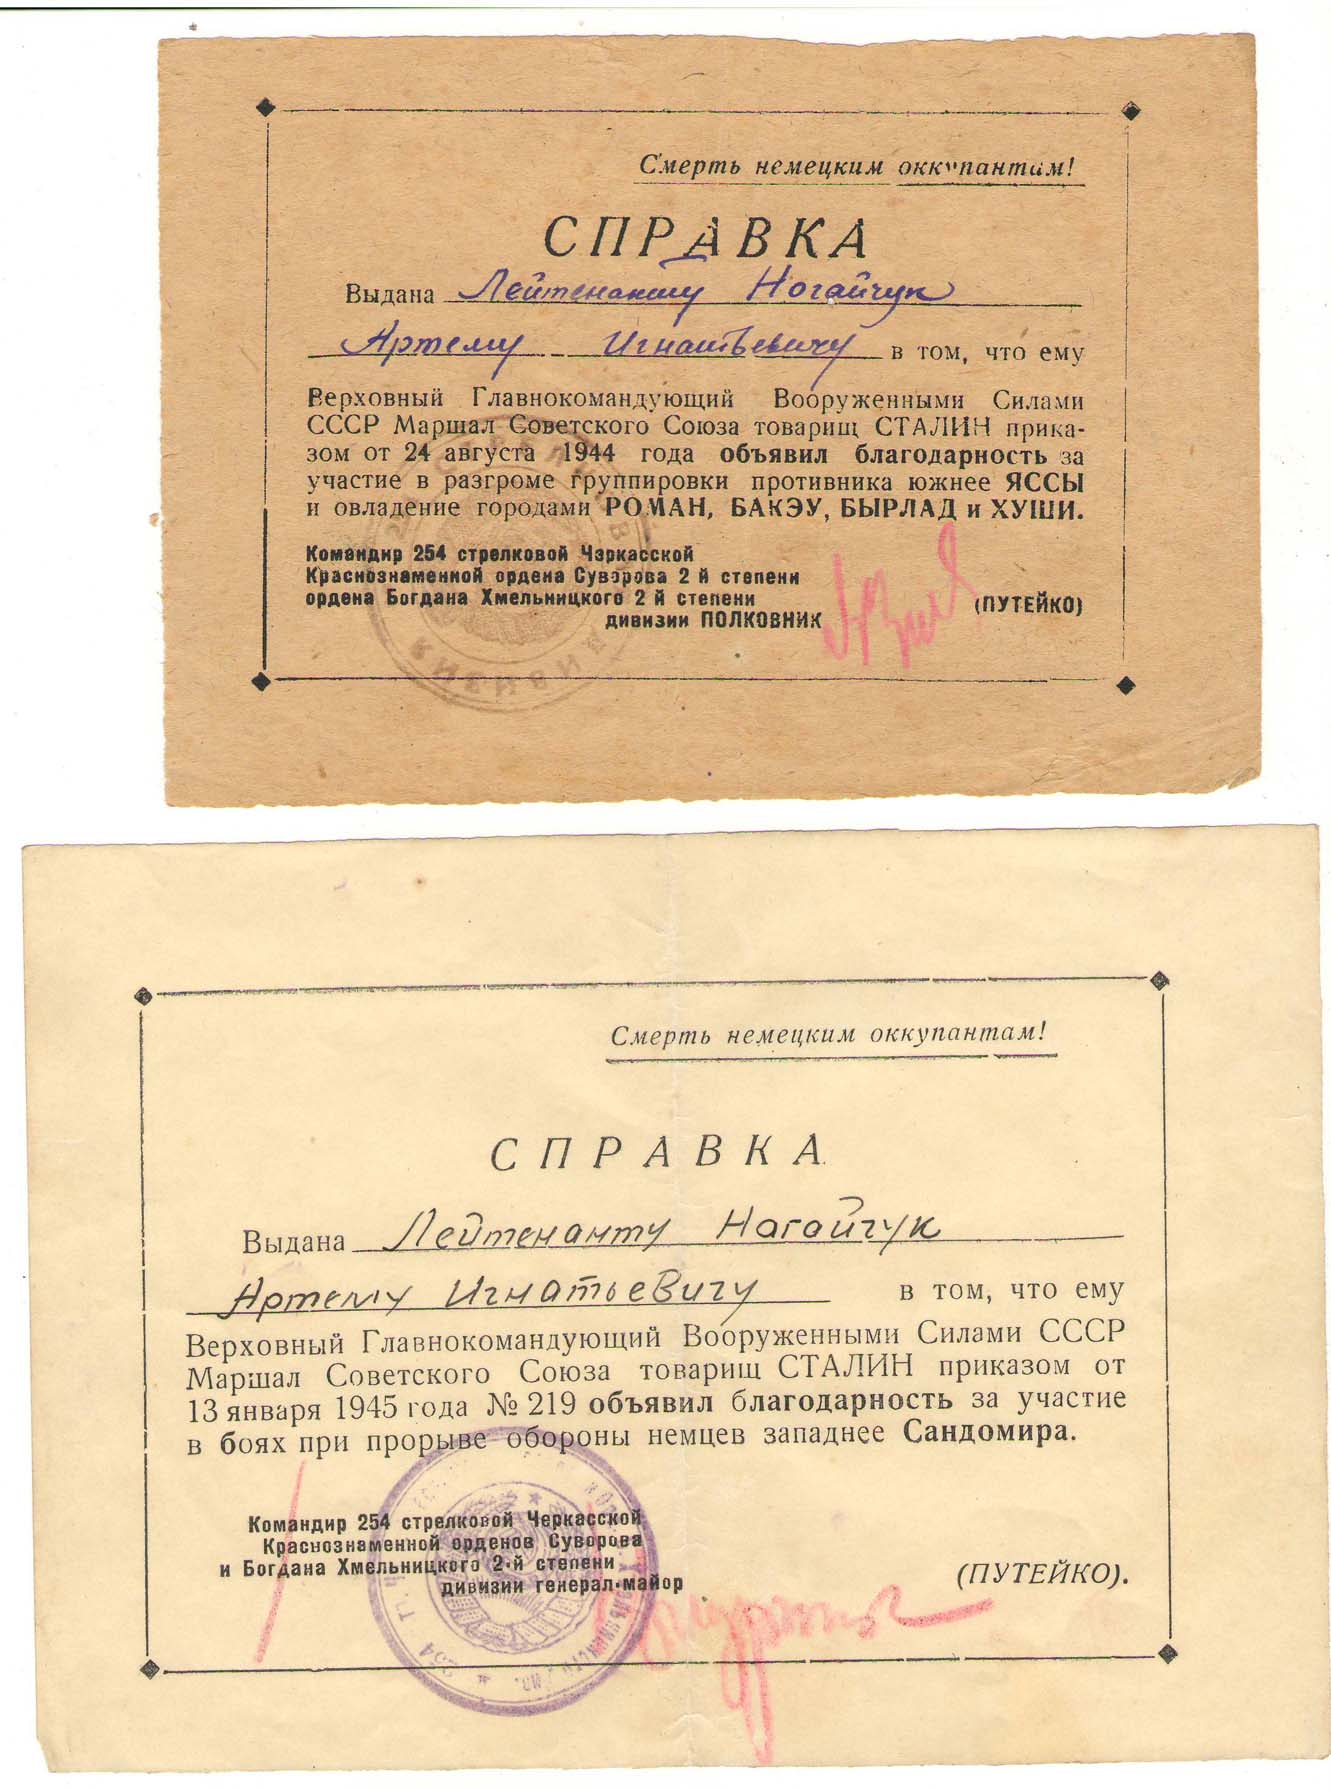 Смерть немецким оккупантам!
СПРАВКА
Выдана Лейтенанту Ногайчук
Артему Игнатьевичу в том, что ему
Верховный Главнокомандующий Вооруженными Силами
СССР Маршал Советского Союза товарищ СТАЛИН прика-
зом от 24 августа 1944 года объявил благодарность за
участие в разгроме группировки противника южнее ЯССЫ
и овладение городами РОМАН, БАКЭУ, БЫРЛАД и ХУШИ.
Командир 254 стрелковой Черкасской
Краснознаменной ордена Суворова 2 й степени
ордена Богдана Хмельницкого 2 й степени
дивизии ПОЛКОВНИК
(ПУТЕЙКО)
ДИВИЗИЯ
Смерть немецким оккупантам!
СПРАВКА
Выдана Лейтенанту Нагайчук
Артему Игнатьевичу в том, что ему
Верховный Главнокомандующий Вооруженными Силами СССР
Маршал Советского Союза товарищ СТАЛИН приказом от
13 января 1945 года № 219 объявил благодарность за участие
в боях при прорыве обороны немцев западнее Сандомира.
Командир 254 стрелковой Черкасской
Краснознаменной орденов Суворова
и Богдана Хмельницкого 2-й степени
дивизии генерал-майор
(ПУТЕЙКО).
254